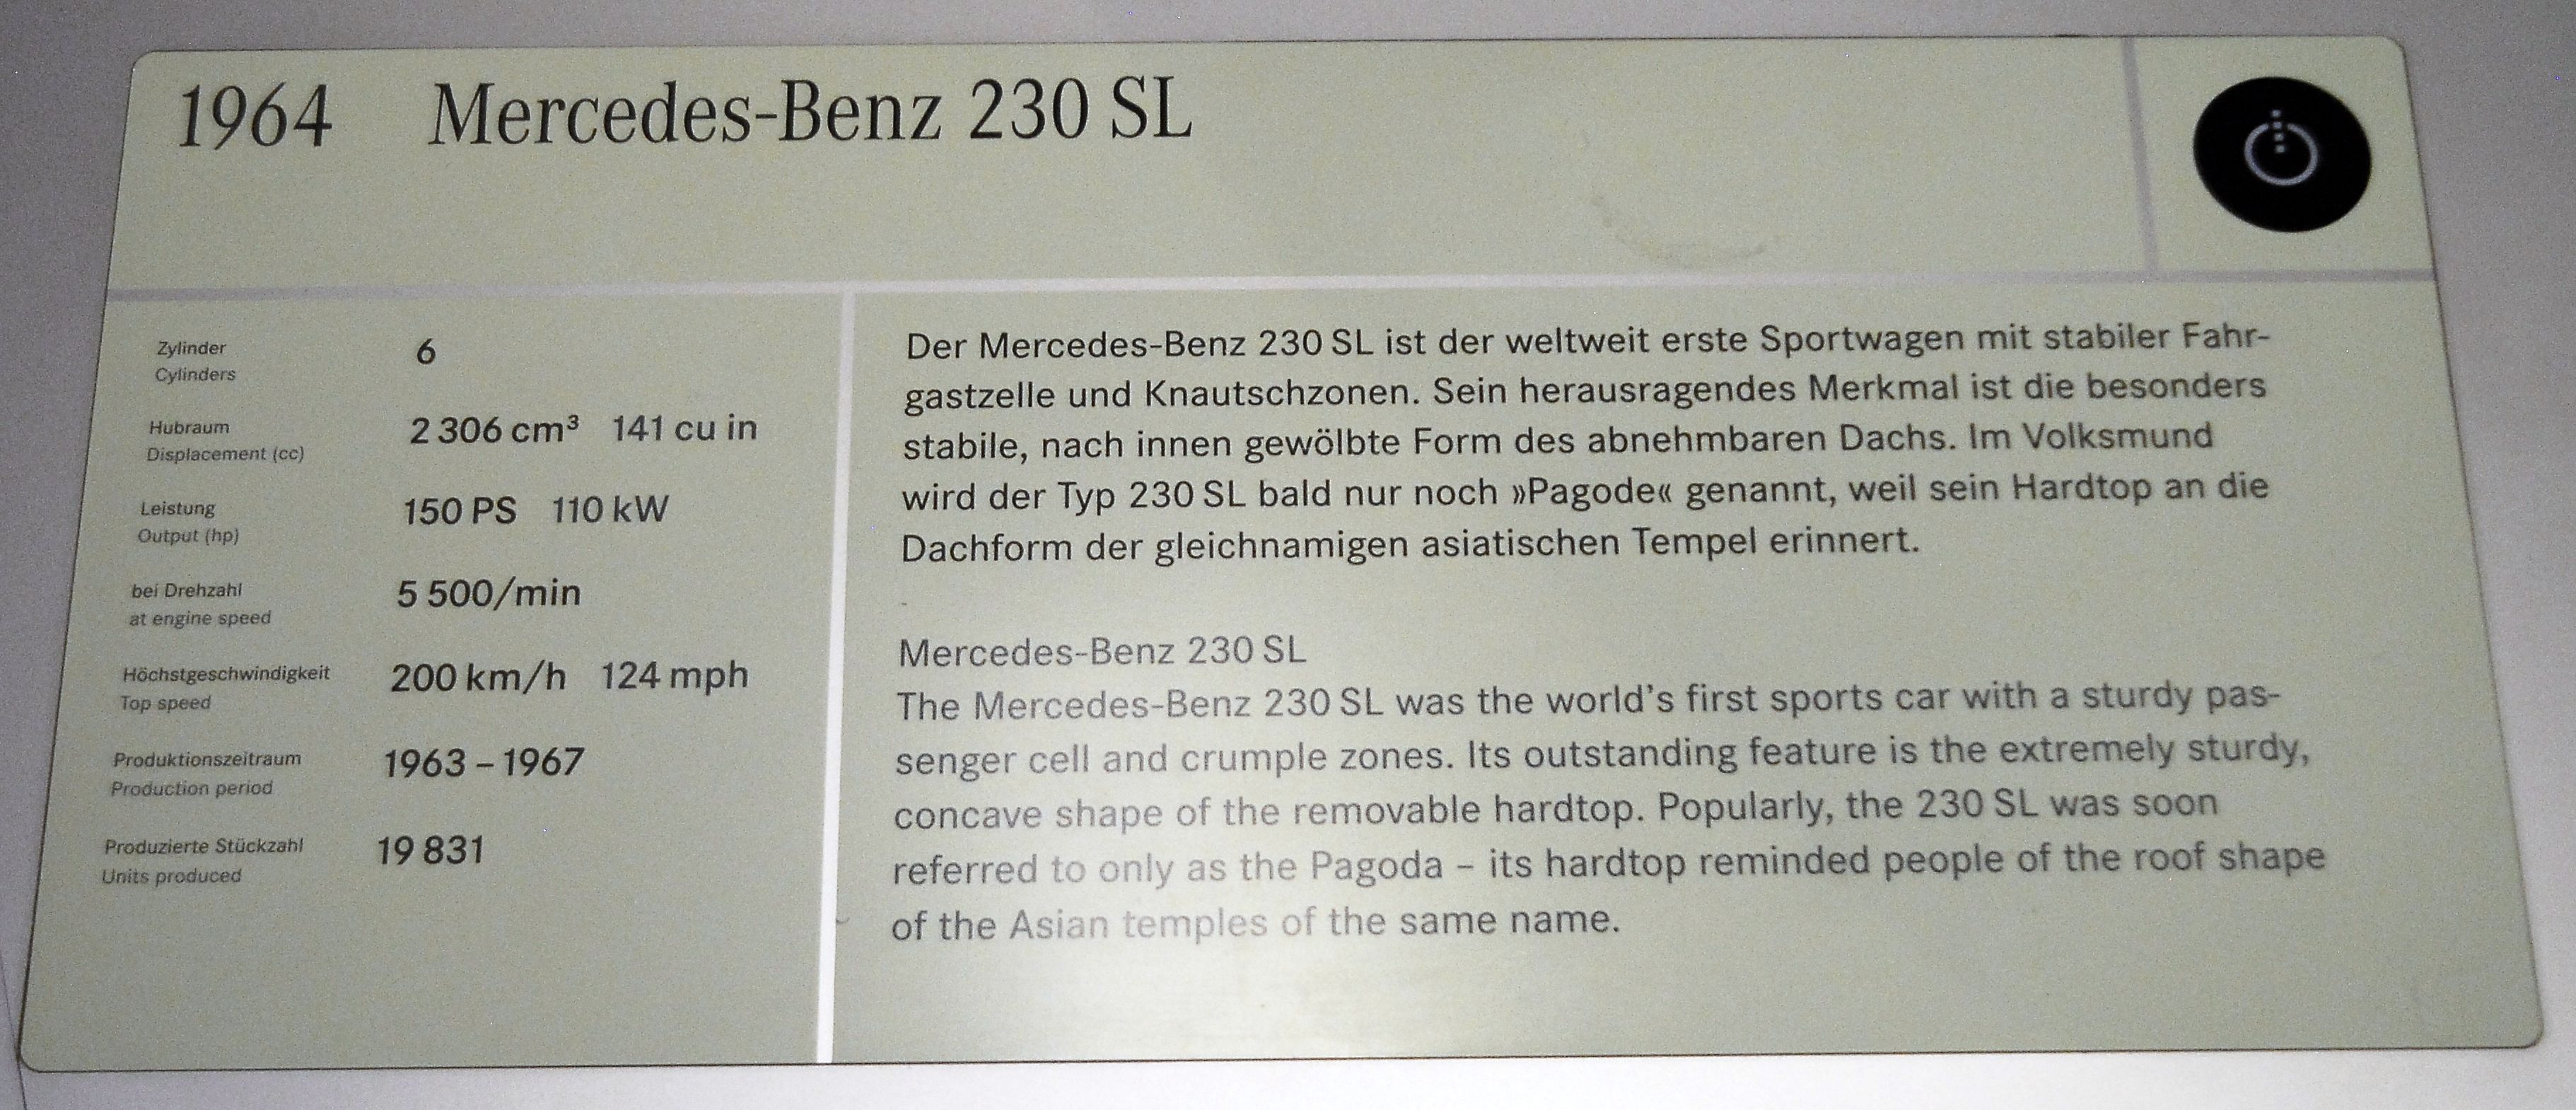 1964 Mercedes-Benz 230 SL
Zylinder 6
Cylinders
Hubraum 2 306 cm³ 141 cu in
Displacement (cc)
Leistung 150 PS 110 kW
Output (hp)
bei Drehzahl 5 500/min
at engine speed
Höchstgeschwindigkeit 200 km/h 124 mph
Top speed
Produktionszeitraum 1963 – 1967
Production period
Produzierte Stückzahl 19 831
Units produced
Der Mercedes-Benz 230 SL ist der weltweit erste Sportwagen mit stabiler Fahr-
gastzelle und Knautschzonen. Sein herausragendes Merkmal ist die besonders
stabile, nach innen gewölbte Form des abnehmbaren Dachs. Im Volksmund
wird der Typ 230 SL bald nur noch »Pagode« genannt, weil sein Hardtop an die
Dachform der gleichnamigen asiatischen Tempel erinnert.
Mercedes-Benz 230 SL
The Mercedes-Benz 230 SL was the world's first sports car with a sturdy pas-
senger cell and crumple zones. Its outstanding feature is the extremely sturdy,
concave shape of the removable hardtop. Popularly, the 230 SL was soon
referred to only as the Pagoda – its hardtop reminded people of the roof shape
of the Asian temples of the same name.